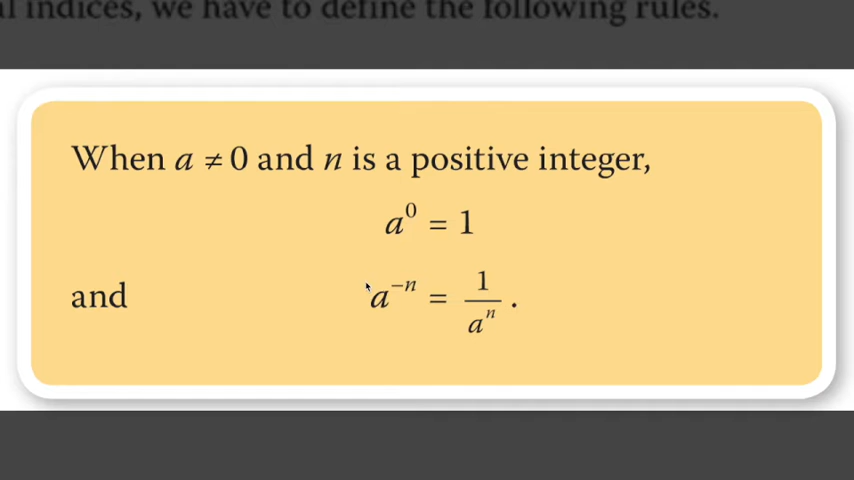 al indices, we have to define the following rules.
When a ≠ 0 and n is a positive integer,
a⁰ = 1
and a⁻ⁿ = 1/aⁿ.